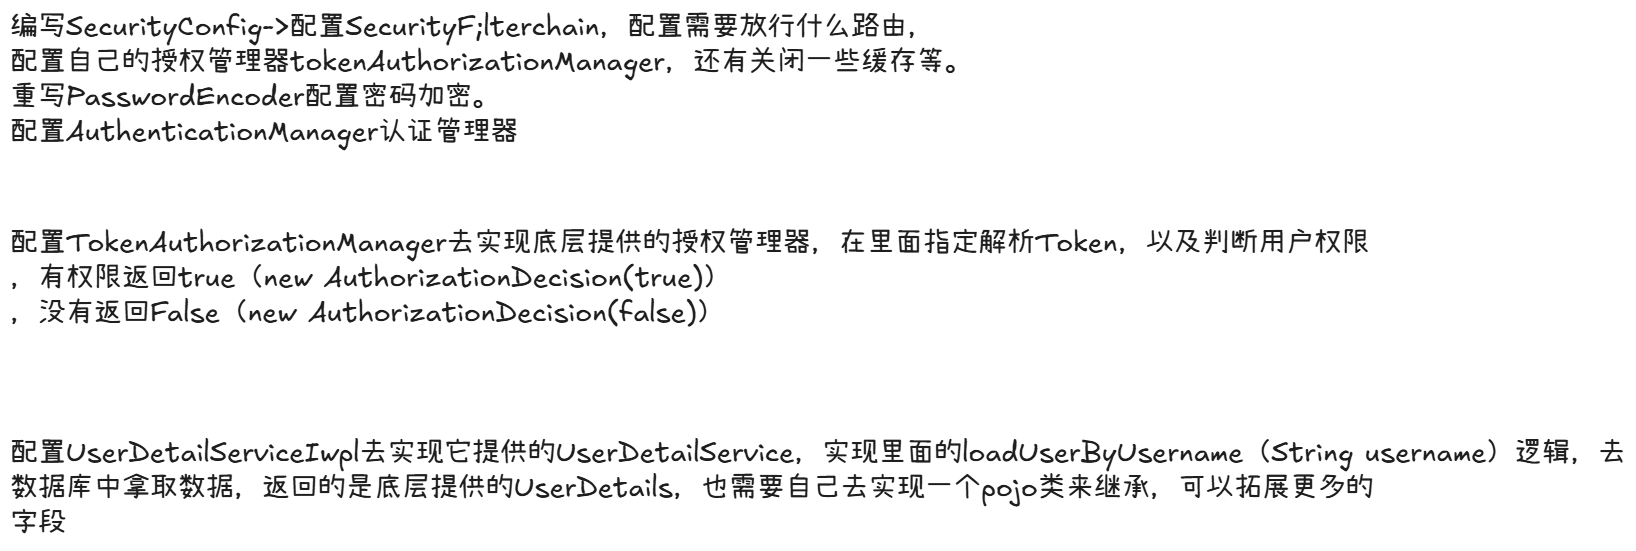 编写SecurityConfig->配置SecurityF;lterchain，配置需要放行什么路由，
配置自己的授权管理器tokenAuthorizationManager，还有关闭一些缓存等。
重写PasswordEncoder配置密码加密。
配置AuthenticationManager认证管理器
配置TokenAuthorizationManager去实现底层提供的授权管理器，在里面指定解析Token，以及判断用户权限
，有权限返回true（new AuthorizationDecision(true)）
，没有返回False（new AuthorizationDecision(false)）
配置UserDetailServiceIwpl去实现它提供的UserDetailService，实现里面的loadUserByUsername（String username）逻辑，去
数据库中拿取数据，返回的是底层提供的UserDetails，也需要自己去实现一个pojo类来继承，可以拓展更多的
字段